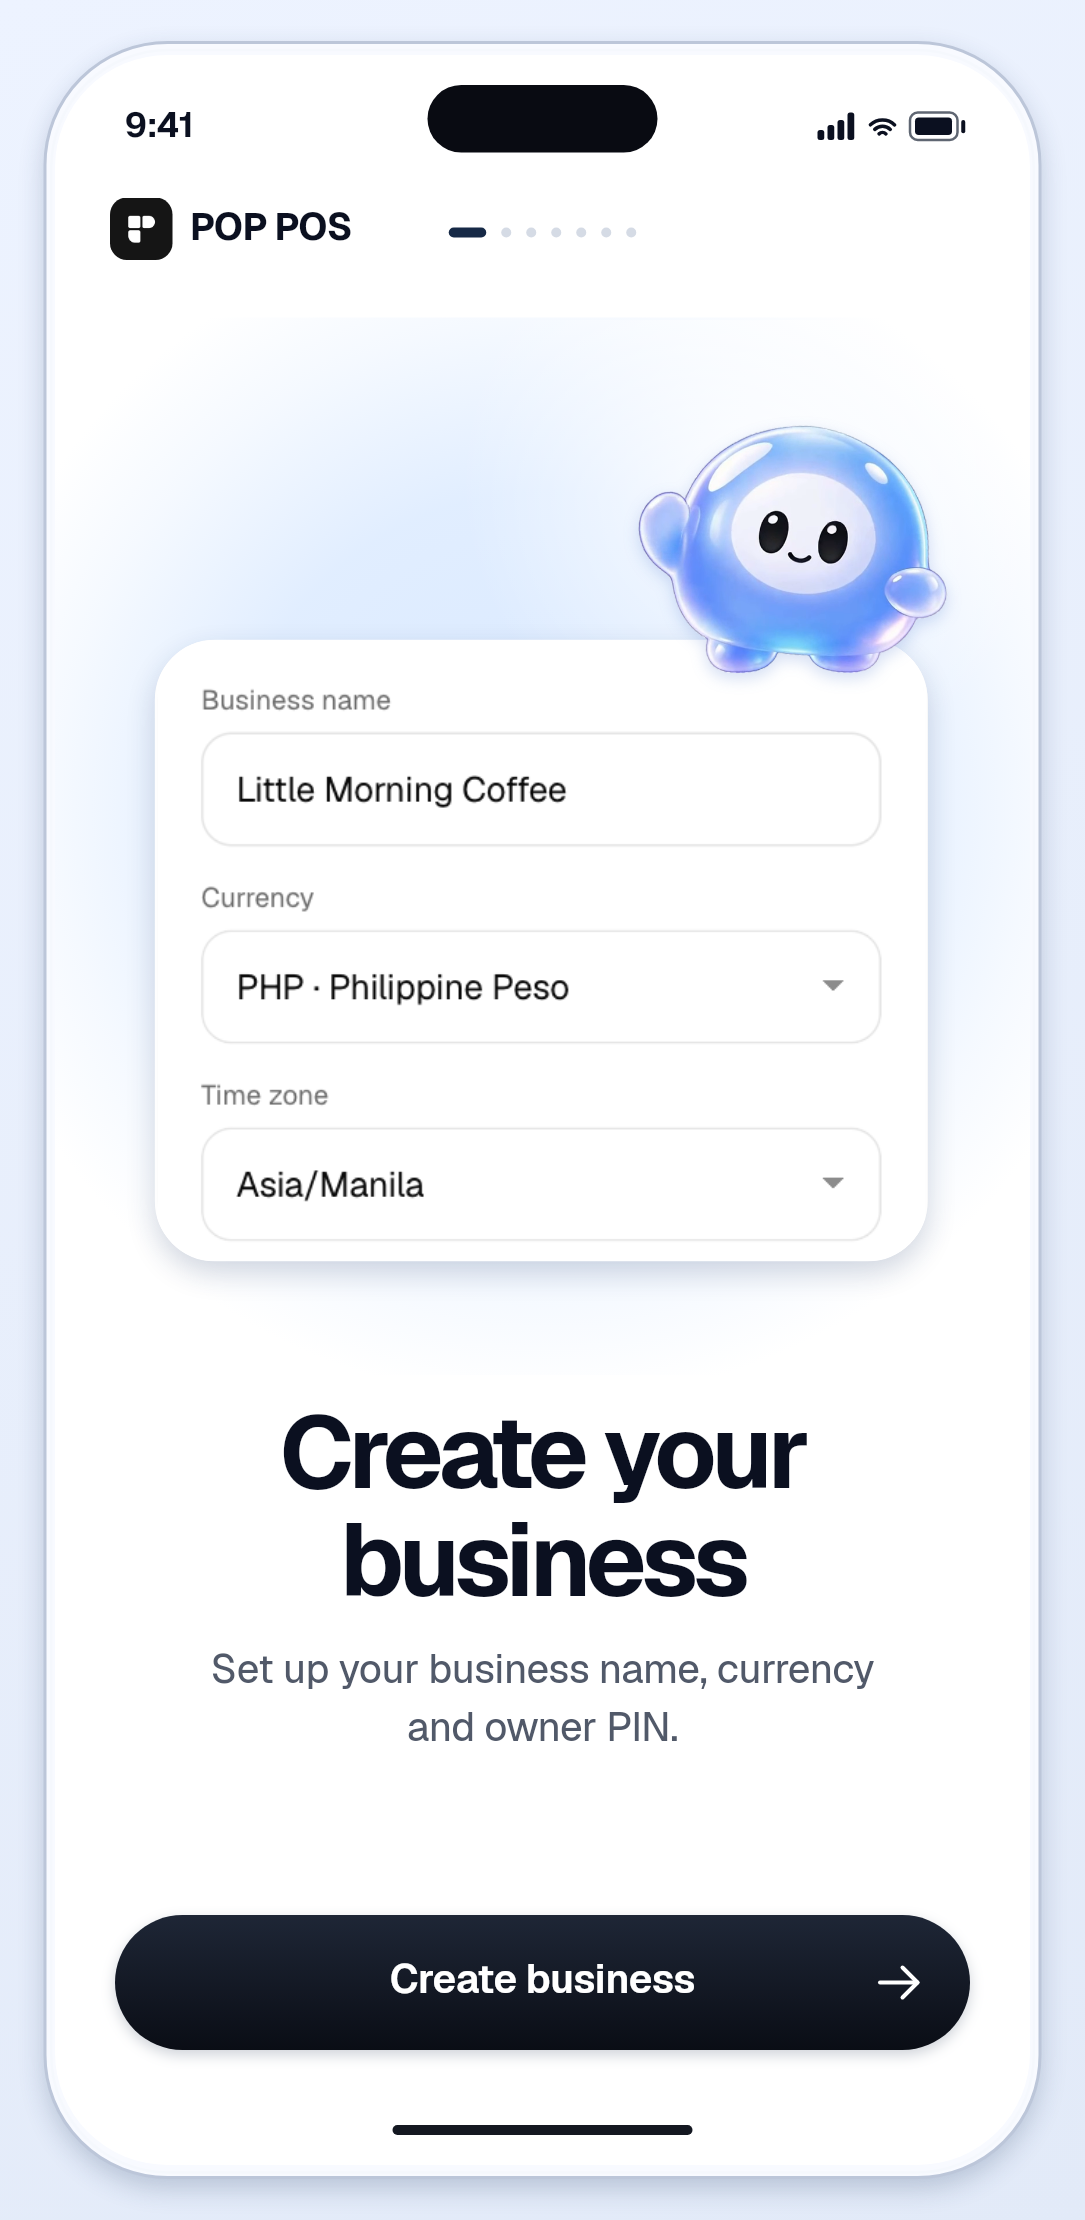 9:41
POP POS
Business name
Little Morning Coffee
Currency
PHP · Philippine Peso
Time zone
Asia/Manila
Create your
business
Set up your business name, currency
and owner PIN.
Create business